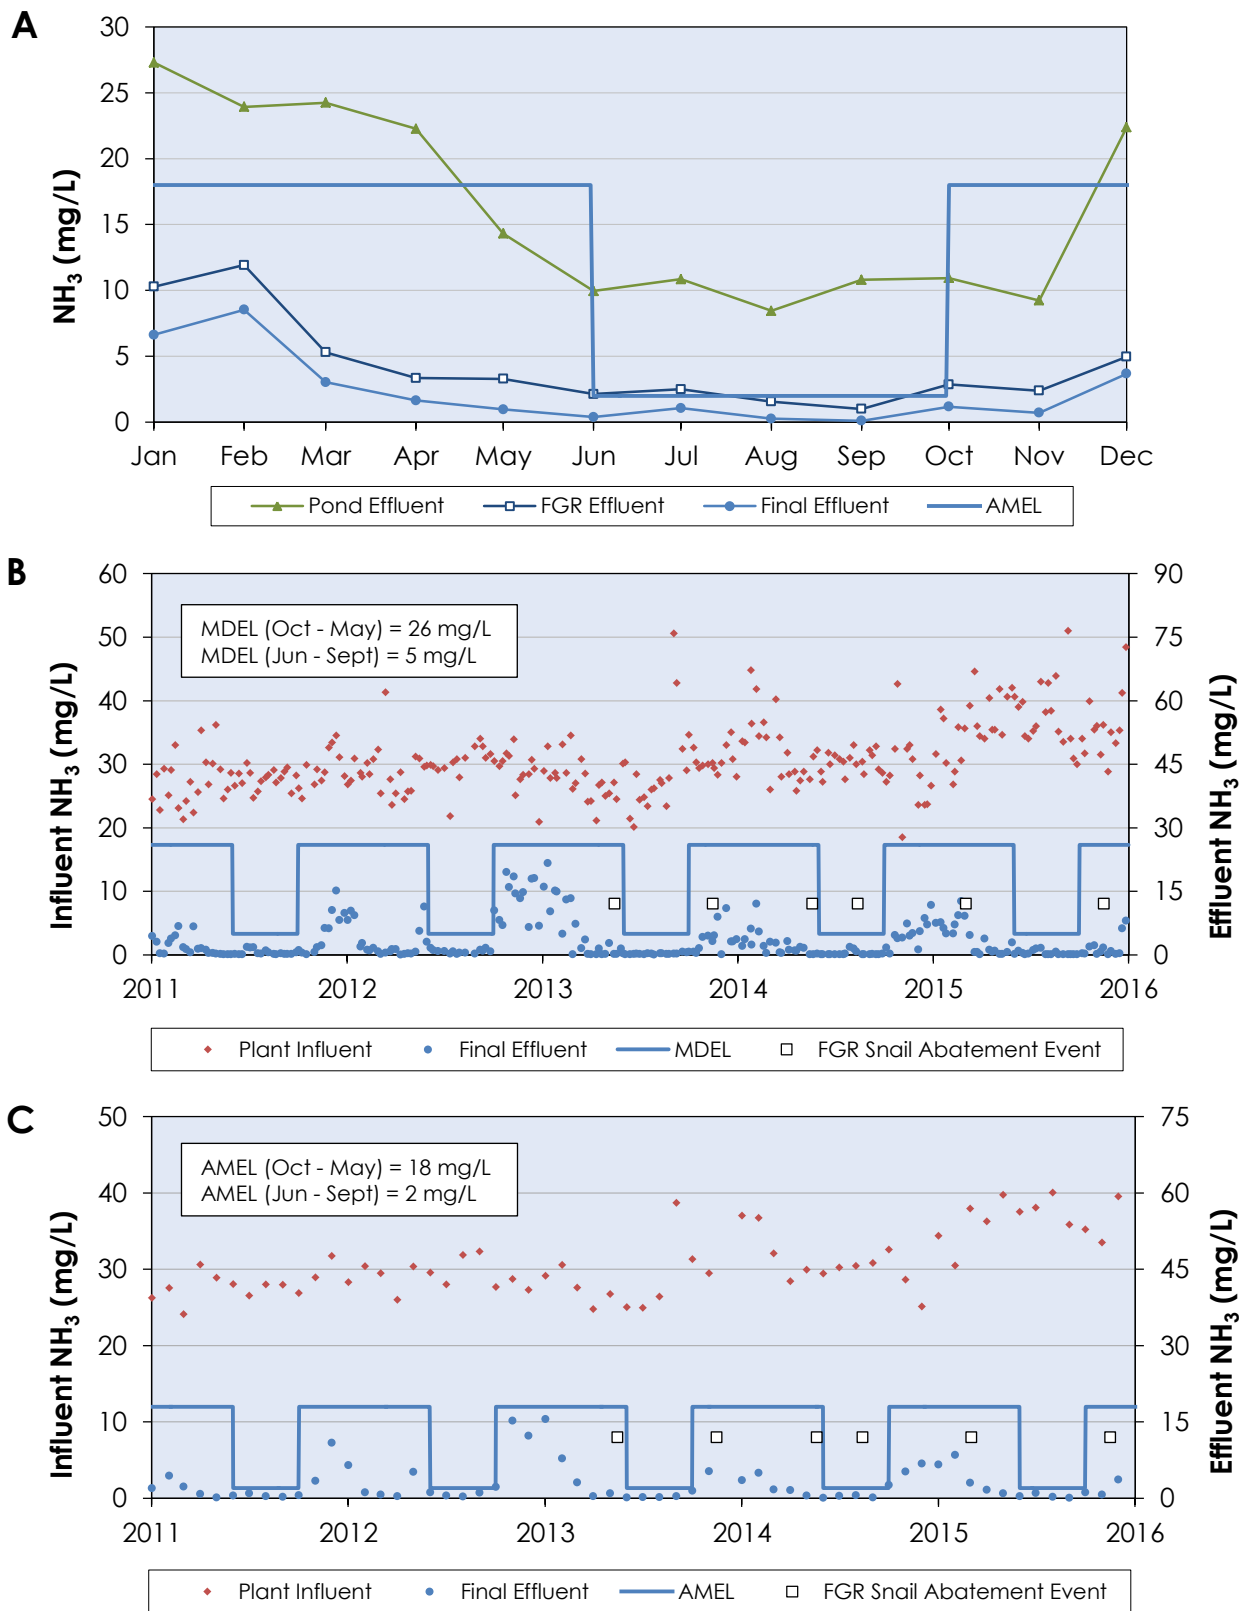 A
30
25
20
15
10
5
0
NH3 (mg/L)
Jan Feb Mar Apr May Jun Jul Aug Sep Oct Nov Dec
Pond Effluent FGR Effluent Final Effluent AMEL
B
60 90
50 75
40 60
30 45
20 30
10 15
0 0
Influent NH3 (mg/L)
Effluent NH3 (mg/L)
MDEL (Oct - May) = 26 mg/L
MDEL (Jun - Sept) = 5 mg/L
2011 2012 2013 2014 2015 2016
Plant Influent Final Effluent MDEL FGR Snail Abatement Event
C
50 75
40 60
30 45
20 30
10 15
0 0
Influent NH3 (mg/L)
Effluent NH3 (mg/L)
AMEL (Oct - May) = 18 mg/L
AMEL (Jun - Sept) = 2 mg/L
2011 2012 2013 2014 2015 2016
Plant Influent Final Effluent AMEL FGR Snail Abatement Event